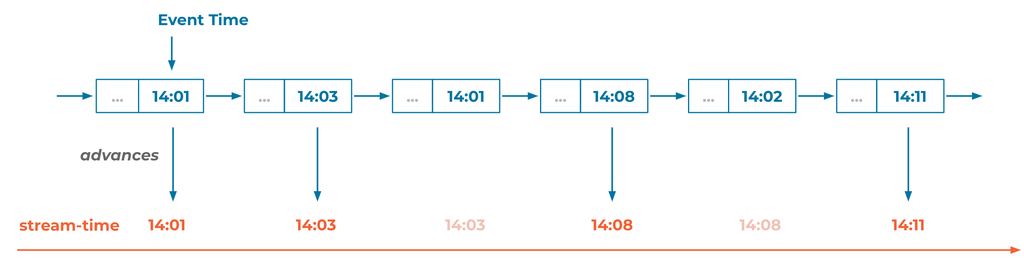 Event Time
... 14:01 ... 14:03 ... 14:01 ... 14:08 ... 14:02 ... 14:11
advances
stream-time 14:01 14:03 14:03 14:08 14:08 14:11